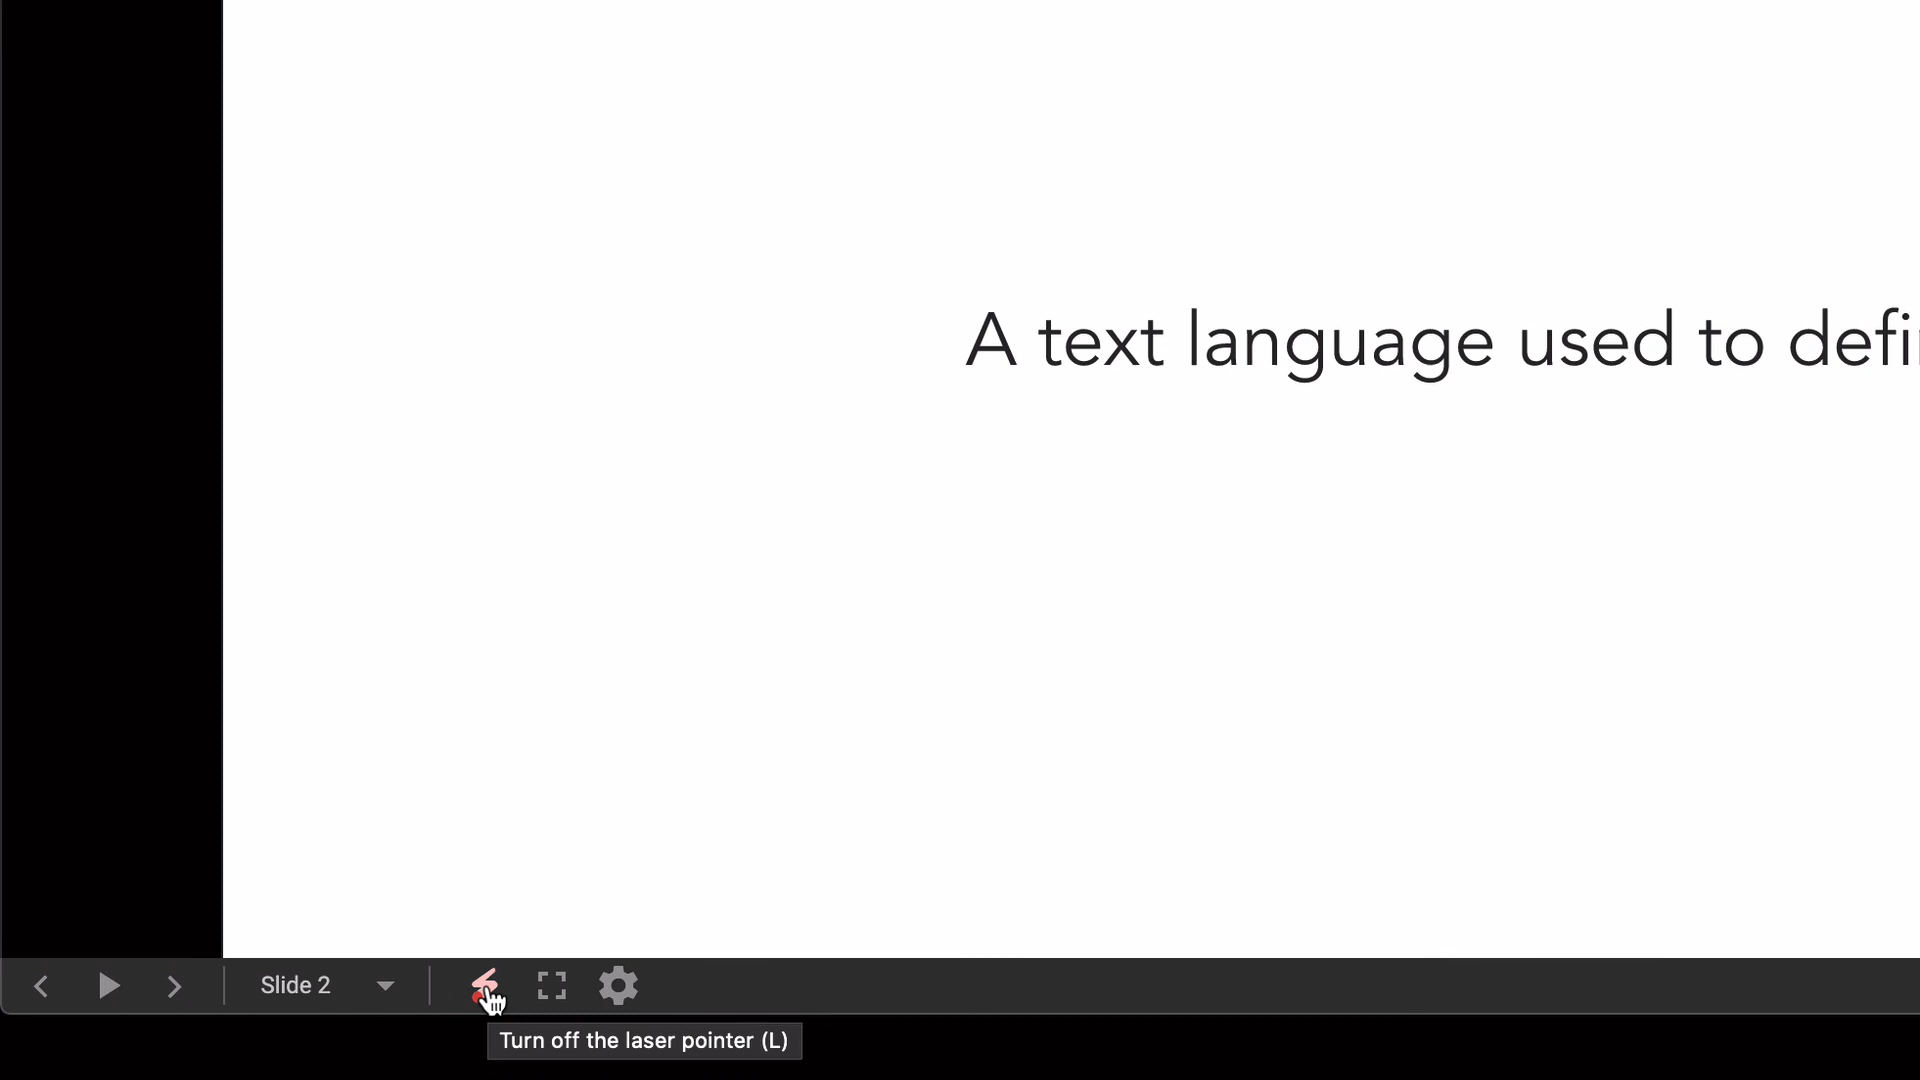 A text language used to defi
Slide 2
Turn off the laser pointer (L)